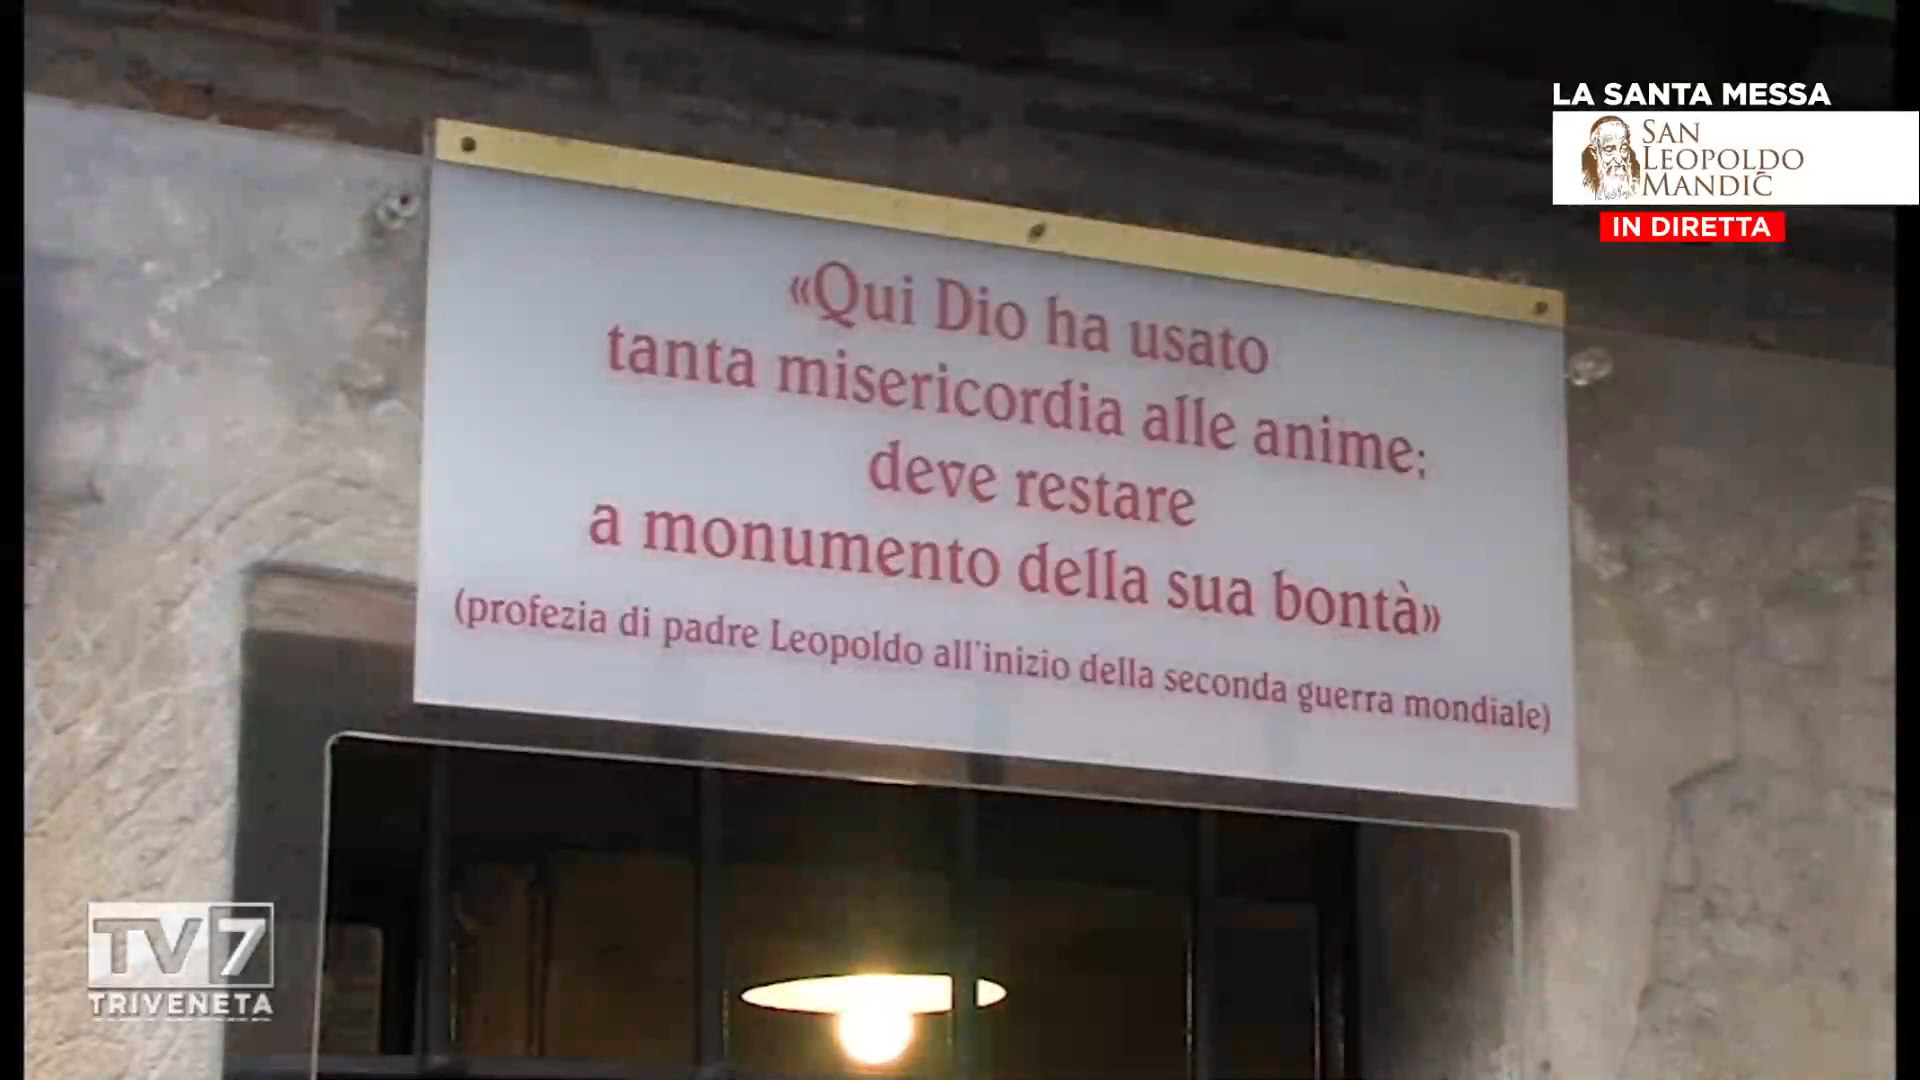 LA SANTA MESSA
SAN
LEOPOLDO
MANDIĆ
IN DIRETTA
«Qui Dio ha usato
tanta misericordia alle anime:
deve restare
a monumento della sua bontà»
(profezia di padre Leopoldo all'inizio della seconda guerra mondiale)
TV7
TRIVENETA